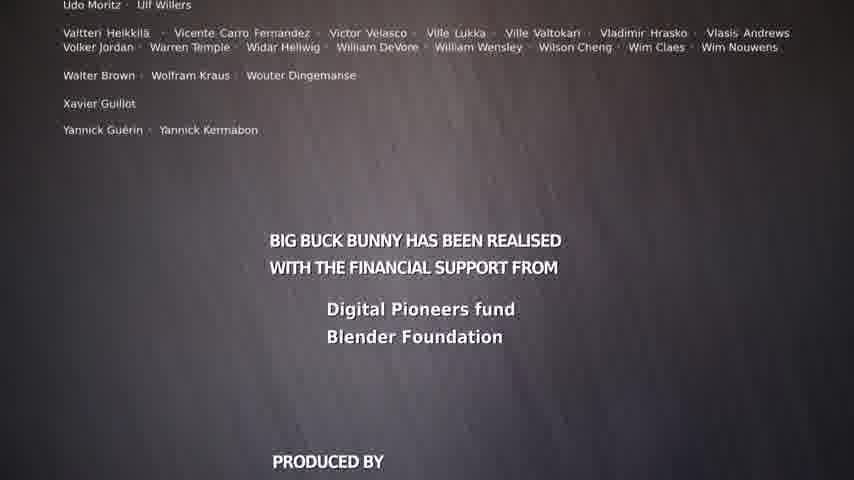 Udo Moritz · Ulf Willers
Valtteri Heikkilä · Vicente Carro Fernandez · Victor Velasco · Ville Lukka · Ville Valtokari · Vladimir Hrasko · Vlasis Andrews
Volker Jordan · Warren Temple · Widar Hellwig · William DeVore · William Wensley · Wilson Cheng · Wim Claes · Wim Nouwens
Walter Brown · Wolfram Kraus · Wouter Dingemanse
Xavier Guillot
Yannick Guérin · Yannick Kermabon
BIG BUCK BUNNY HAS BEEN REALISED
WITH THE FINANCIAL SUPPORT FROM
Digital Pioneers fund
Blender Foundation
PRODUCED BY